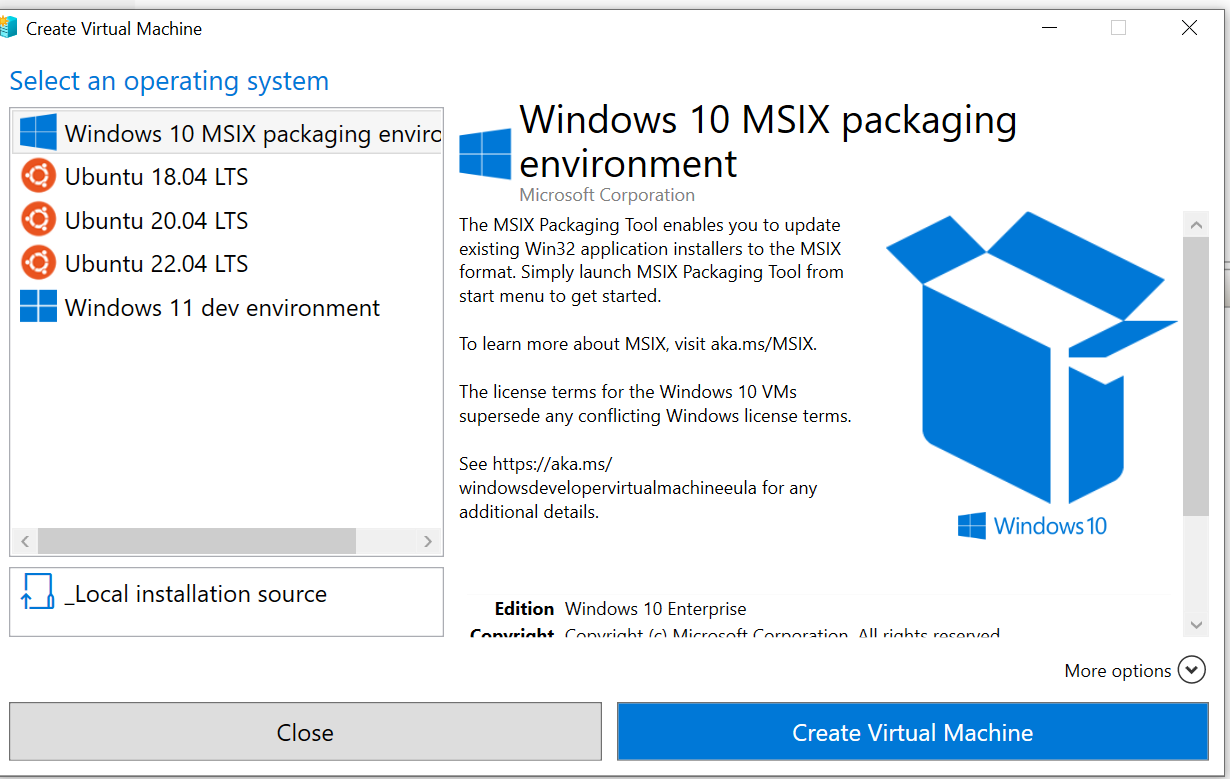 Create Virtual Machine
Select an operating system
Windows 10 MSIX packaging enviro
Ubuntu 18.04 LTS
Ubuntu 20.04 LTS
Ubuntu 22.04 LTS
Windows 11 dev environment
_Local installation source
Windows 10 MSIX packaging
environment
Microsoft Corporation
The MSIX Packaging Tool enables you to update
existing Win32 application installers to the MSIX
format. Simply launch MSIX Packaging Tool from
start menu to get started.
To learn more about MSIX, visit aka.ms/MSIX.
The license terms for the Windows 10 VMs
supersede any conflicting Windows license terms.
See https://aka.ms/
windowsdevelopervirtualmachineeula for any
additional details.
Windows10
Edition Windows 10 Enterprise
Copyright Copyright (c) Microsoft Corporation. All rights reserved
More options
Close
Create Virtual Machine